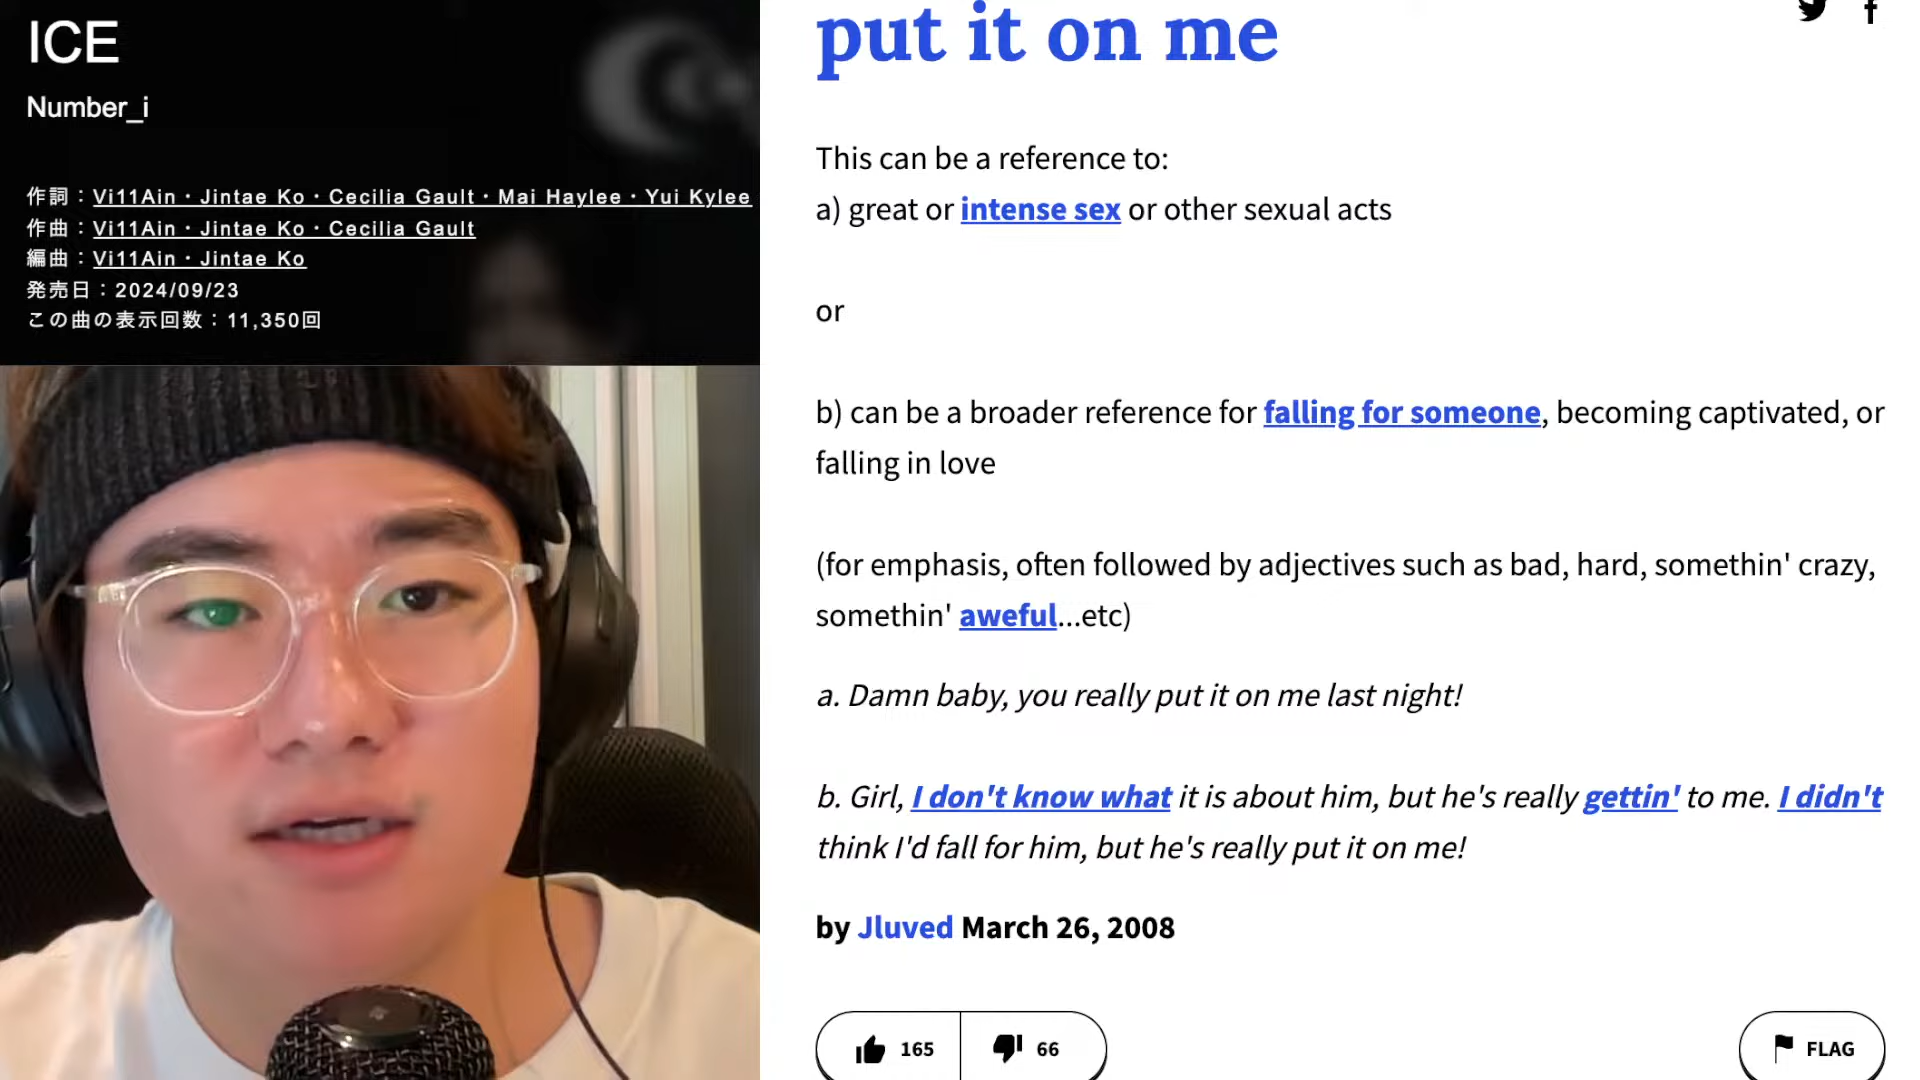 ICE
Number_i
作詞：Vi11Ain・Jintae Ko・Cecilia Gault・Mai Haylee・Yui Kylee
作曲：Vi11Ain・Jintae Ko・Cecilia Gault
編曲：Vi11Ain・Jintae Ko
発売日：2024/09/23
この曲の表示回数：11,350回
put it on me
This can be a reference to:
a) great or intense sex or other sexual acts
or
b) can be a broader reference for falling for someone, becoming captivated, or
falling in love
(for emphasis, often followed by adjectives such as bad, hard, somethin' crazy,
somethin' aweful...etc)
a. Damn baby, you really put it on me last night!
b. Girl, I don't know what it is about him, but he's really gettin' to me. I didn't
think I'd fall for him, but he's really put it on me!
by Jluved March 26, 2008
165
66
FLAG